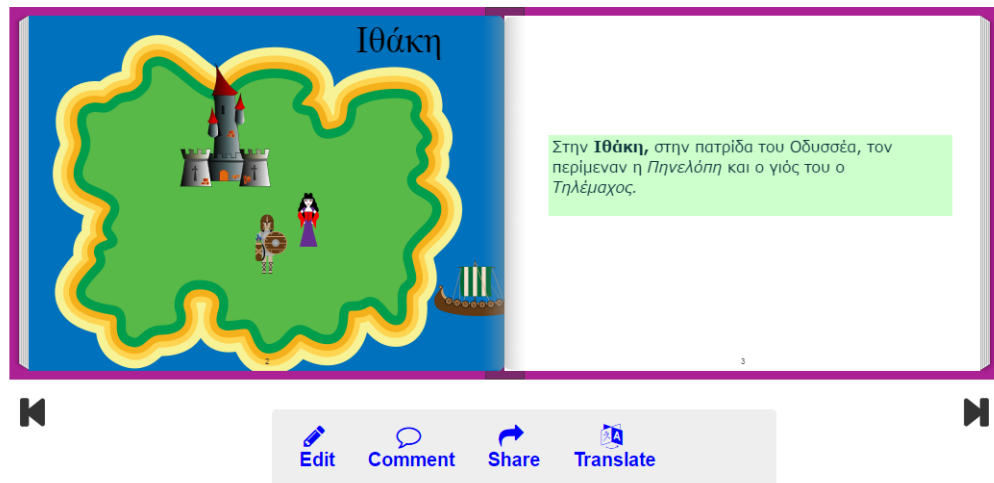 Ιθάκη
Στην Ιθάκη, στην πατρίδα του Οδυσσέα, τον
περίμεναν η Πηνελόπη και ο γιός του ο
Τηλέμαχος.
2
3
Edit
Comment
Share
Translate